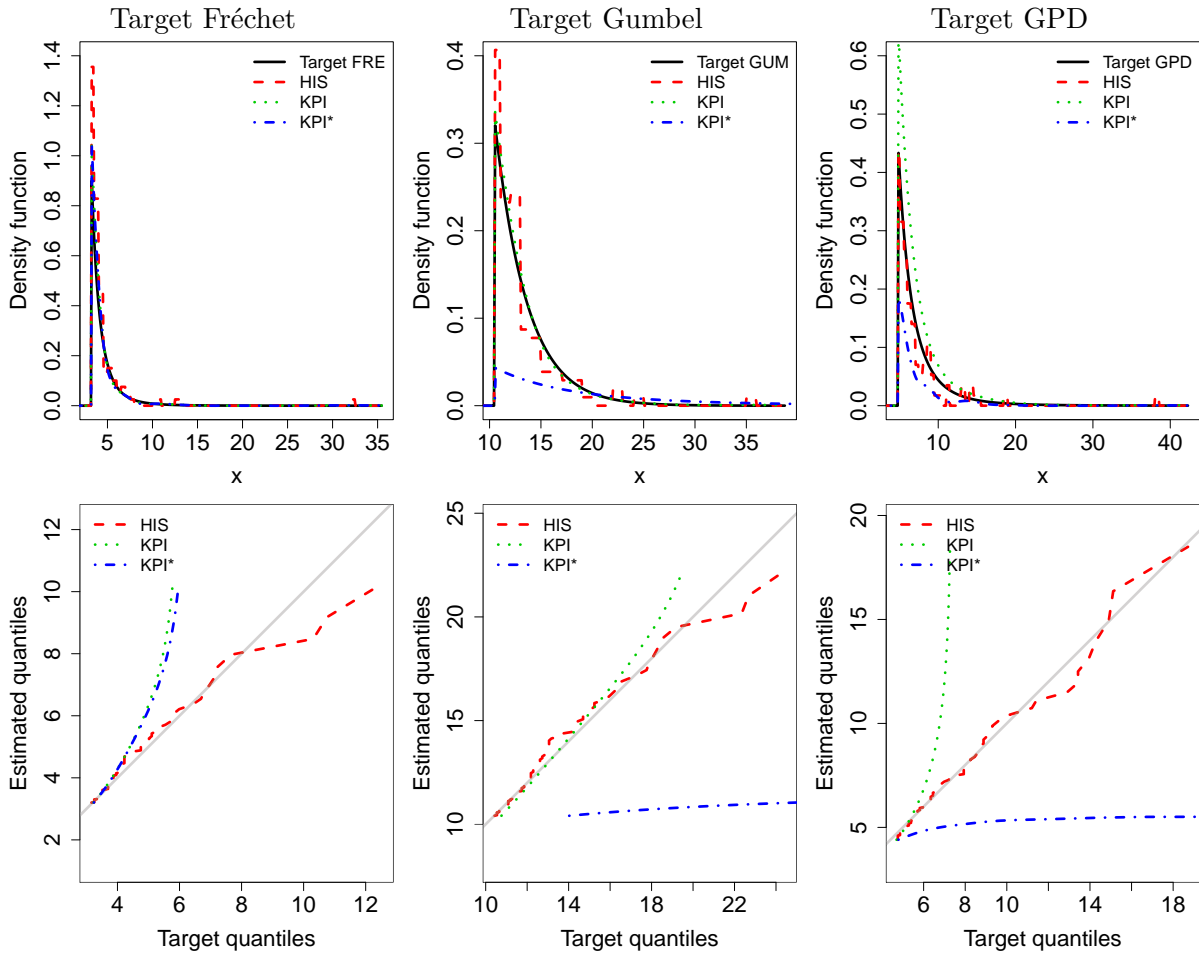 Target Fréchet
Target Gumbel
Target GPD
Density function
0.0 0.2 0.4 0.6 0.8 1.0 1.2 1.4
Target FRE
HIS
KPI
KPI*
5 10 15 20 25 30 35
x
Density function
0.0 0.1 0.2 0.3 0.4
Target GUM
HIS
KPI
KPI*
10 15 20 25 30 35
x
Density function
0.0 0.1 0.2 0.3 0.4 0.5 0.6
Target GPD
HIS
KPI
KPI*
10 20 30 40
x
Estimated quantiles
2 4 6 8 10 12
HIS
KPI
KPI*
4 6 8 10 12
Target quantiles
Estimated quantiles
10 15 20 25
HIS
KPI
KPI*
10 14 18 22
Target quantiles
Estimated quantiles
5 10 15 20
HIS
KPI
KPI*
6 8 10 14 18
Target quantiles